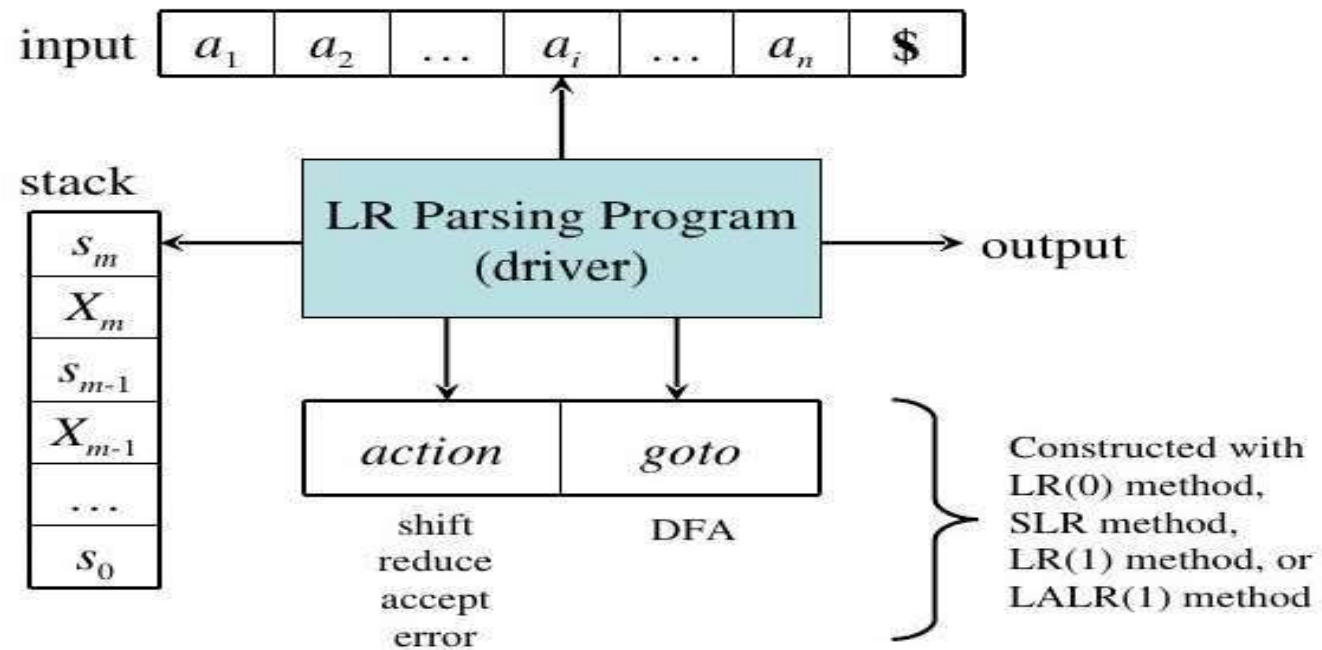 input a₁ a₂ … aᵢ … aₙ $
stack
sₘ
Xₘ
sₘ₋₁
Xₘ₋₁
…
s₀
LR Parsing Program
(driver)
output
action goto
shift
reduce
accept
error
DFA
Constructed with
LR(0) method,
SLR method,
LR(1) method, or
LALR(1) method